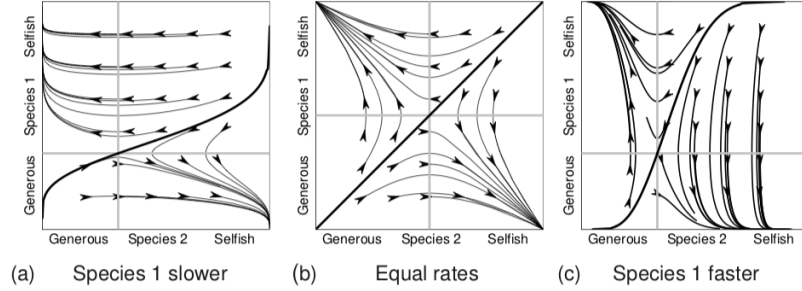 Selfish
Species 1
Generous
Generous Species 2 Selfish
(a) Species 1 slower
Selfish
Species 1
Generous
Generous Species 2 Selfish
(b) Equal rates
Selfish
Species 1
Generous
Generous Species 2 Selfish
(c) Species 1 faster